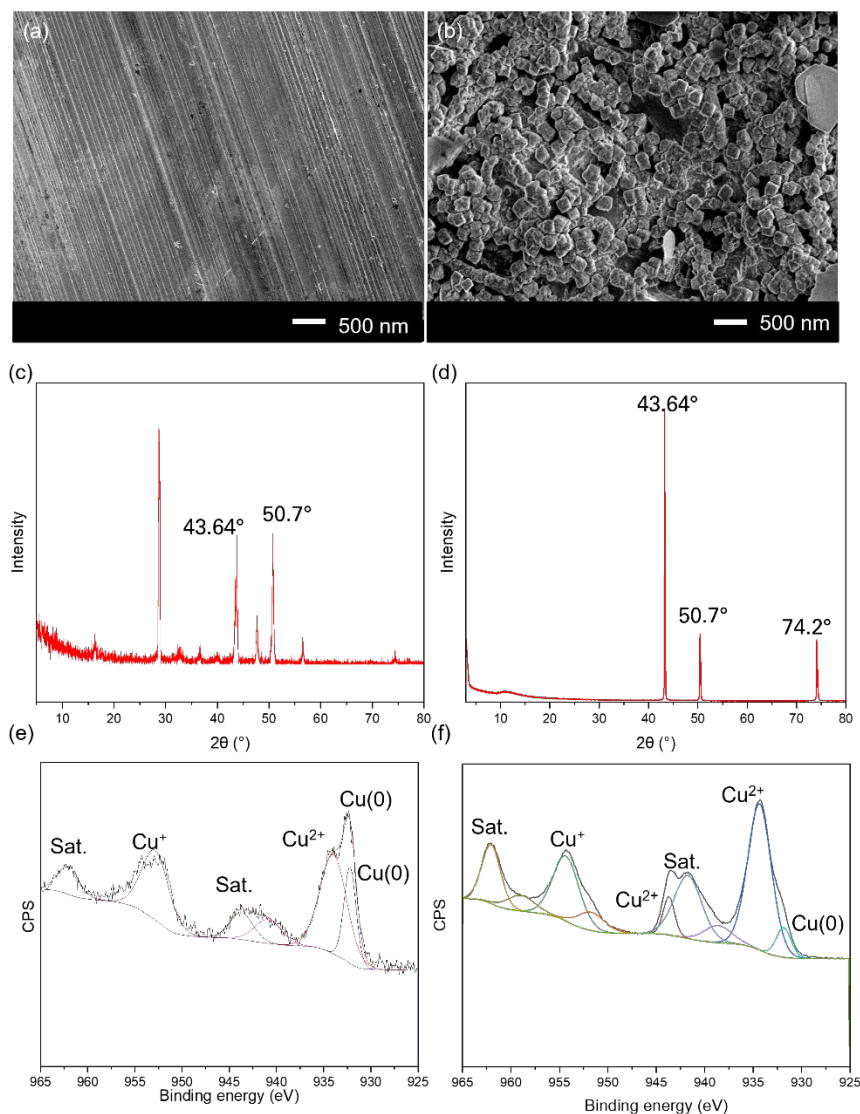 (a)
(b)
500 nm
500 nm
(c)
(d)
43.64°
50.7°
Intensity
10 20 30 40 50 60 70 80
2θ (°)
43.64°
50.7°
74.2°
Intensity
10 20 30 40 50 60 70 80
2θ (°)
(e)
(f)
Sat.
Cu⁺
Sat.
Cu²⁺
Cu(0)
Cu(0)
CPS
965 960 955 950 945 940 935 930 925
Binding energy (eV)
Sat.
Cu⁺
Cu²⁺
Sat.
Cu²⁺
Cu(0)
CPS
965 960 955 950 945 940 935 930 925
Binding energy (eV)